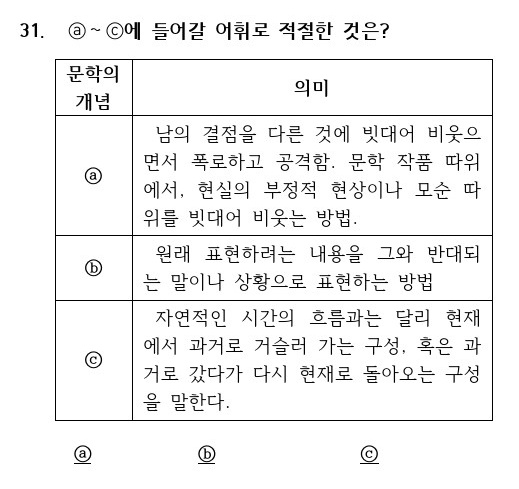 31. ⓐ ~ ⓒ에 들어갈 어휘로 적절한 것은?
문학의 개념
의미
ⓐ
남의 결점을 다른 것에 빗대어 비웃으
면서 폭로하고 공격함. 문학 작품 따위
에서, 현실의 부정적 현상이나 모순 따
위를 빗대어 비웃는 방법.
ⓑ
원래 표현하려는 내용을 그와 반대되
는 말이나 상황으로 표현하는 방법
ⓒ
자연적인 시간의 흐름과는 달리 현재
에서 과거로 거슬러 가는 구성, 혹은 과
거로 갔다가 다시 현재로 돌아오는 구성
을 말한다.
ⓐ ⓑ ⓒ